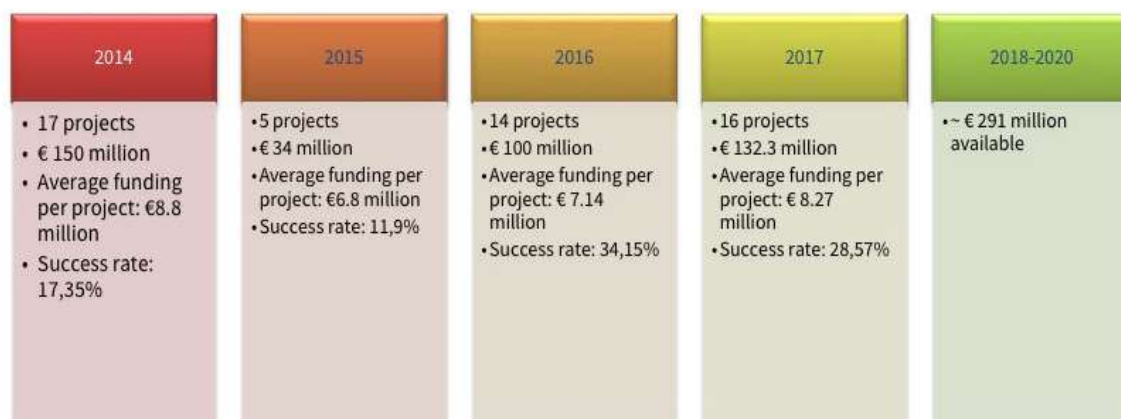 2014
• 17 projects
• € 150 million
• Average funding
per project: €8.8
million
• Success rate:
17,35%
2015
•5 projects
•€ 34 million
•Average funding per
project: €6.8 million
•Success rate: 11,9%
2016
•14 projects
•€ 100 million
•Average funding per
project: € 7.14
million
•Success rate: 34,15%
2017
•16 projects
•€ 132.3 million
•Average funding per
project: € 8.27
million
•Success rate: 28,57%
2018-2020
•~ € 291 million
available